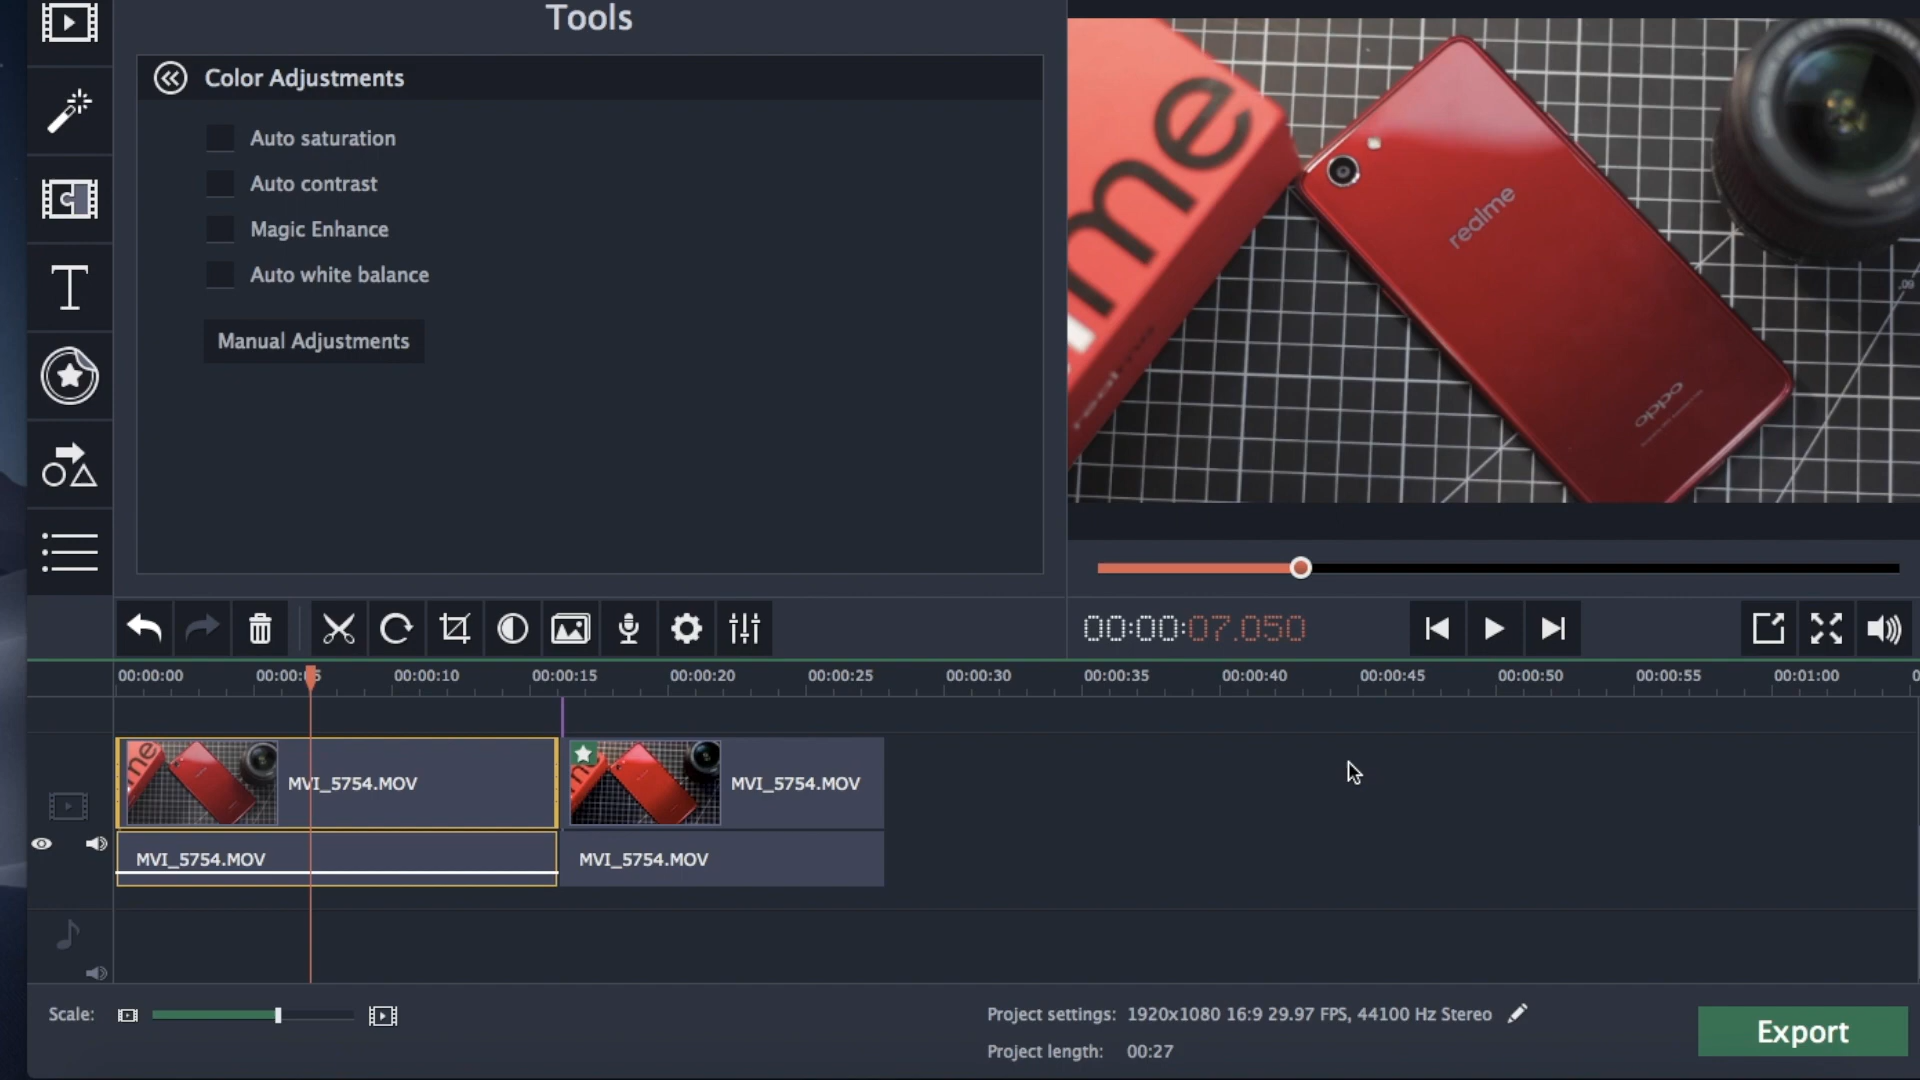 Tools
Color Adjustments
Auto saturation
Auto contrast
Magic Enhance
Auto white balance
Manual Adjustments
me
realme
oppo
00:00:07.050
00:00:00 00:00:05 00:00:10 00:00:15 00:00:20 00:00:25 00:00:30 00:00:35 00:00:40 00:00:45 00:00:50 00:00:55 00:01:00
MVI_5754.MOV MVI_5754.MOV
MVI_5754.MOV MVI_5754.MOV
Scale:
Project settings: 1920x1080 16:9 29.97 FPS, 44100 Hz Stereo
Project length: 00:27
Export